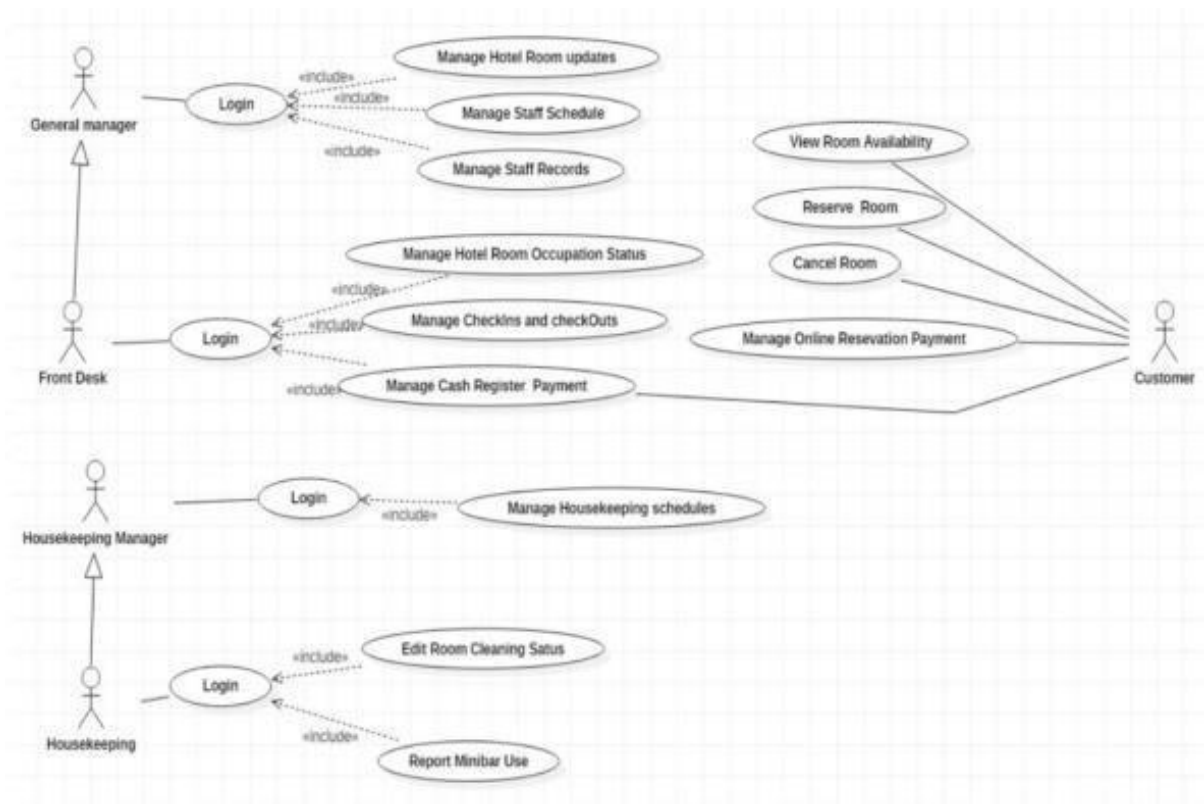 Manage Hotel Room updates
«include»
Login
«include»
General manager
Manage Staff Schedule
«include»
Manage Staff Records
View Room Availability
Reserve Room
Manage Hotel Room Occupation Status
Cancel Room
«include»
Login
«include»
Manage CheckIns and checkOuts
Manage Online Resevation Payment
Front Desk
«include»
Manage Cash Register Payment
Customer
Login
Manage Housekeeping schedules
«include»
Housekeeping Manager
Edit Room Cleaning Satus
«include»
Login
«include»
Housekeeping
Report Minibar Use